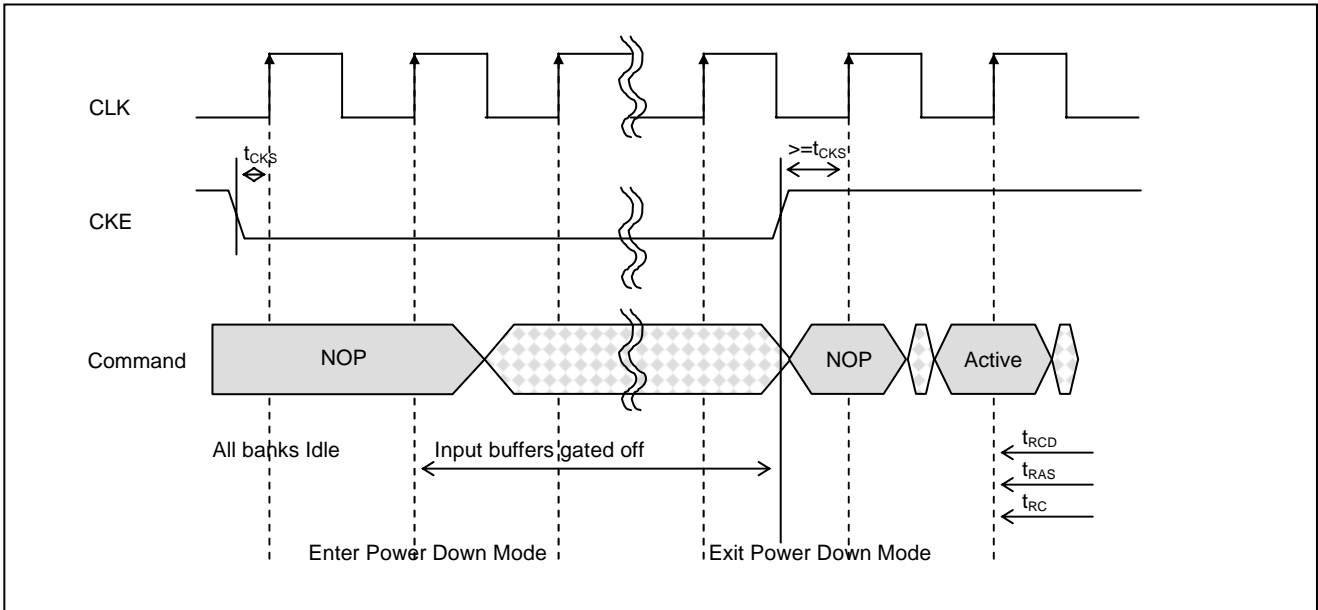 CLK
tCKS
>=tCKS
CKE
Command
NOP
NOP
Active
All banks Idle
Input buffers gated off
tRCD
tRAS
tRC
Enter Power Down Mode
Exit Power Down Mode